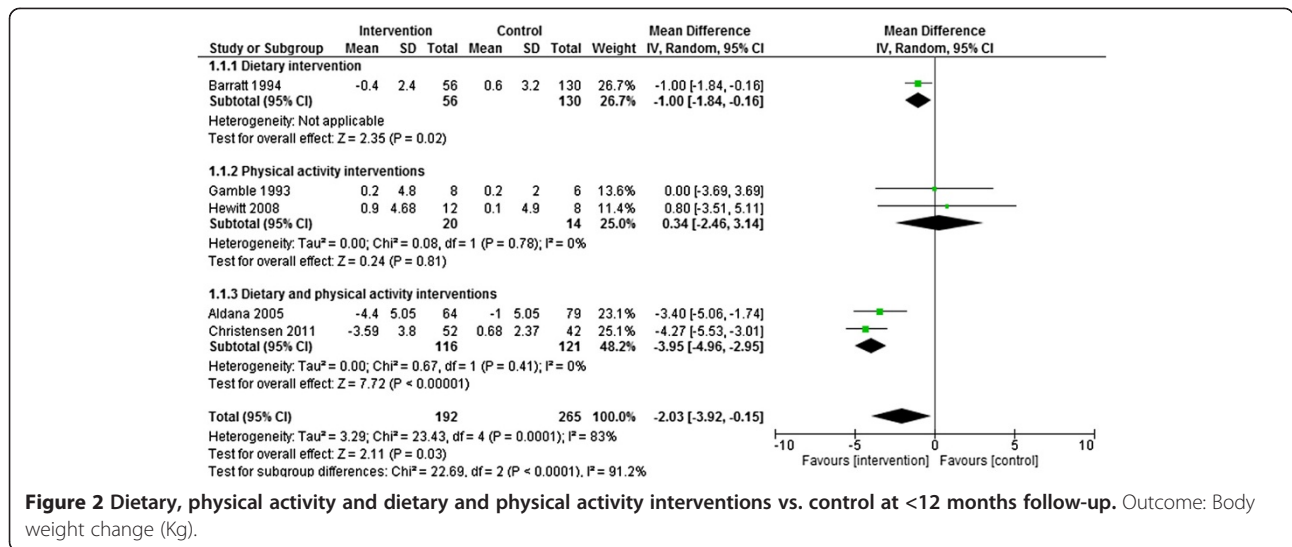 Intervention Control Mean Difference Mean Difference
Study or Subgroup Mean SD Total Mean SD Total Weight IV, Random, 95% CI IV, Random, 95% CI
1.1.1 Dietary intervention
Barratt 1994 -0.4 2.4 56 0.6 3.2 130 26.7% -1.00 [-1.84, -0.16]
Subtotal (95% CI) 56 130 26.7% -1.00 [-1.84, -0.16]
Heterogeneity: Not applicable
Test for overall effect: Z = 2.35 (P = 0.02)
1.1.2 Physical activity interventions
Gamble 1993 0.2 4.8 8 0.2 2 6 13.6% 0.00 [-3.69, 3.69]
Hewitt 2008 0.9 4.68 12 0.1 4.9 8 11.4% 0.80 [-3.51, 5.11]
Subtotal (95% CI) 20 14 25.0% 0.34 [-2.46, 3.14]
Heterogeneity: Tau² = 0.00; Chi² = 0.08, df = 1 (P = 0.78); I² = 0%
Test for overall effect: Z = 0.24 (P = 0.81)
1.1.3 Dietary and physical activity interventions
Aldana 2005 -4.4 5.05 64 -1 5.05 79 23.1% -3.40 [-5.06, -1.74]
Christensen 2011 -3.59 3.8 52 0.68 2.37 42 25.1% -4.27 [-5.53, -3.01]
Subtotal (95% CI) 116 121 48.2% -3.95 [-4.96, -2.95]
Heterogeneity: Tau² = 0.00; Chi² = 0.67, df = 1 (P = 0.41); I² = 0%
Test for overall effect: Z = 7.72 (P < 0.00001)
Total (95% CI) 192 265 100.0% -2.03 [-3.92, -0.15]
Heterogeneity: Tau² = 3.29; Chi² = 23.43, df = 4 (P = 0.0001); I² = 83%
Test for overall effect: Z = 2.11 (P = 0.03)
Test for subgroup differences: Chi² = 22.69, df = 2 (P < 0.0001), I² = 91.2%
-10 -5 0 5 10
Favours [intervention] Favours [control]
Figure 2 Dietary, physical activity and dietary and physical activity interventions vs. control at <12 months follow-up. Outcome: Body
weight change (Kg).